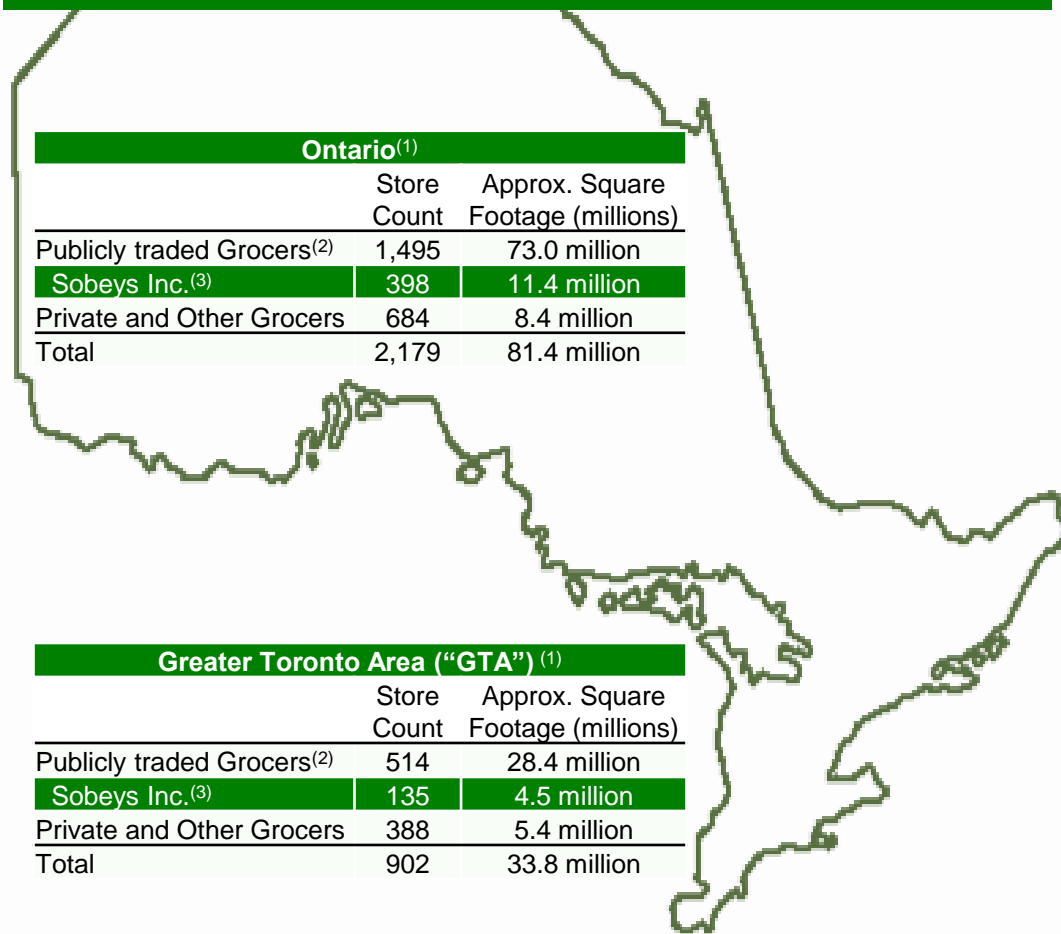 Ontario(1)
Store Approx. Square
Count Footage (millions)
Publicly traded Grocers(2) 1,495 73.0 million
Sobeys Inc.(3) 398 11.4 million
Private and Other Grocers 684 8.4 million
Total 2,179 81.4 million
Greater Toronto Area (“GTA”) (1)
Store Approx. Square
Count Footage (millions)
Publicly traded Grocers(2) 514 28.4 million
Sobeys Inc.(3) 135 4.5 million
Private and Other Grocers 388 5.4 million
Total 902 33.8 million